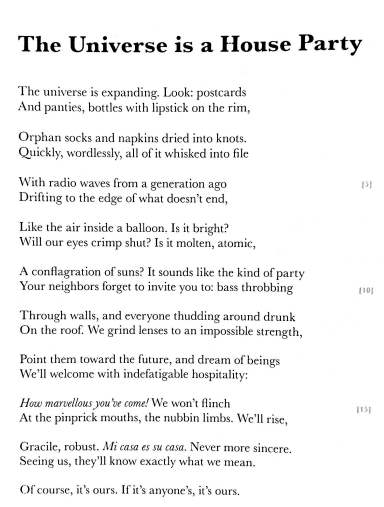 The Universe is a House Party
The universe is expanding. Look: postcards
And panties, bottles with lipstick on the rim,
Orphan socks and napkins dried into knots.
Quickly, wordlessly, all of it whisked into file
With radio waves from a generation ago [5]
Drifting to the edge of what doesn't end,
Like the air inside a balloon. Is it bright?
Will our eyes crimp shut? Is it molten, atomic,
A conflagration of suns? It sounds like the kind of party
Your neighbors forget to invite you to: bass throbbing [10]
Through walls, and everyone thudding around drunk
On the roof. We grind lenses to an impossible strength,
Point them toward the future, and dream of beings
We'll welcome with indefatigable hospitality:
How marvellous you've come! We won't flinch [15]
At the pinprick mouths, the nubbin limbs. We'll rise,
Gracile, robust. Mi casa es su casa. Never more sincere.
Seeing us, they'll know exactly what we mean.
Of course, it's ours. If it's anyone's, it's ours.